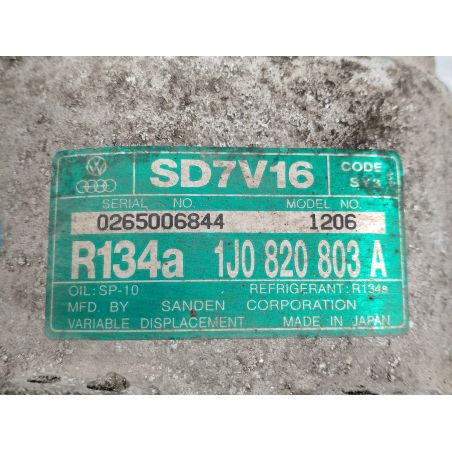 SD7V16
CODE
SERIAL NO. MODEL NO.
0265006844 1206
R134a 1J0 820 803 A
OIL:SP-10 REFRIGERANT:R134a
MFD. BY SANDEN CORPORATION
VARIABLE DISPLACEMENT MADE IN JAPAN